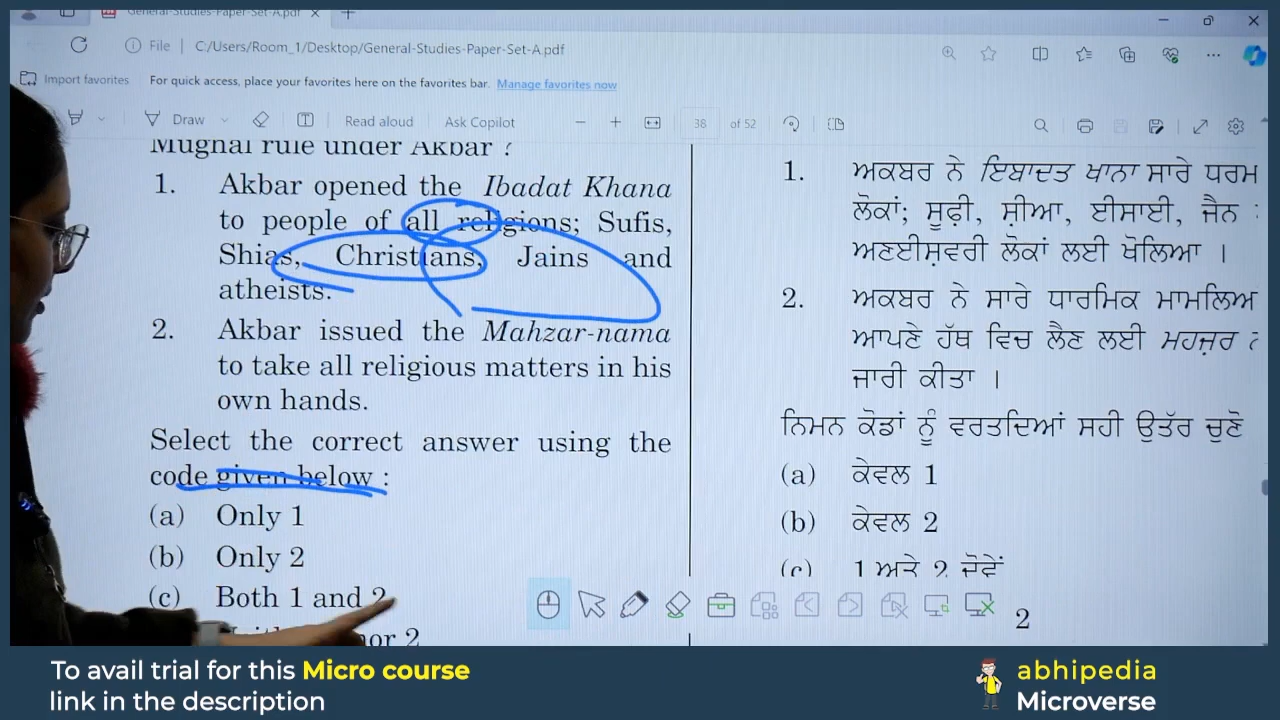 General-Studies-Paper-Set-A.pdf
File
C:/Users/Room_1/Desktop/General-Studies-Paper-Set-A.pdf
Import favorites
For quick access, place your favorites here on the favorites bar. Manage favorites now
Draw
Read aloud
Ask Copilot
38
of 52
Mughal rule under Akbar ?
1. Akbar opened the Ibadat Khana
to people of all religions; Sufis,
Shias, Christians, Jains and
atheists.
2. Akbar issued the Mahzar-nama
to take all religious matters in his
own hands.
Select the correct answer using the
code given below :
(a) Only 1
(b) Only 2
(c) Both 1 and 2
nor 2
1. ਅਕਬਰ ਨੇ ਇਬਾਦਤ ਖਾਨਾ ਸਾਰੇ ਧਰਮ
ਲੋਕਾਂ; ਸੂਫ਼ੀ, ਸ਼ੀਆ, ਈਸਾਈ, ਜੈਨ
ਅਣਈਸ਼ਵਰੀ ਲੋਕਾਂ ਲਈ ਖੋਲਿਆ ।
2. ਅਕਬਰ ਨੇ ਸਾਰੇ ਧਾਰਮਿਕ ਮਾਮਲਿਆ
ਆਪਣੇ ਹੱਥ ਵਿਚ ਲੈਣ ਲਈ ਮਹਜ਼ਰ
ਜਾਰੀ ਕੀਤਾ ।
ਨਿਮਨ ਕੋਡਾਂ ਨੂੰ ਵਰਤਦਿਆਂ ਸਹੀ ਉਤੱਰ ਚੁਣੋ
(a) ਕੇਵਲ 1
(b) ਕੇਵਲ 2
(c) 1 ਅਤੇ 2 ਦੋਵੇਂ
2
To avail trial for this Micro course
link in the description
abhipedia
Microverse